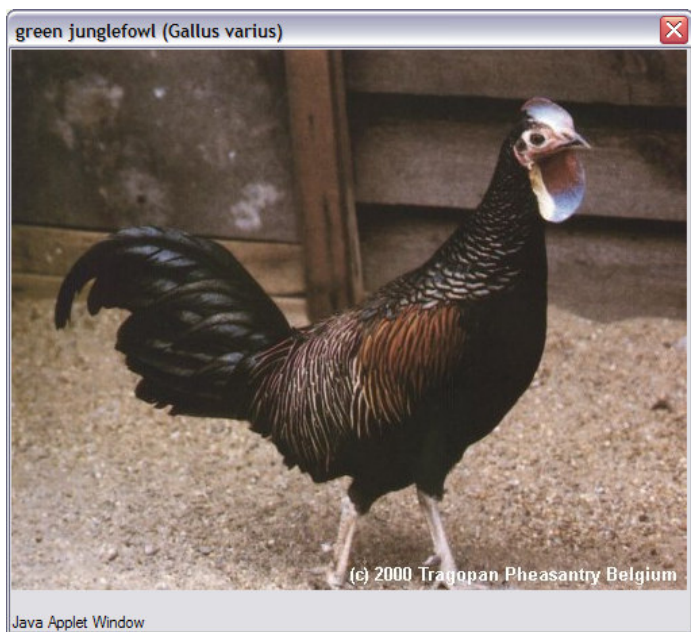 green junglefowl (Gallus varius)
(c) 2000 Tragopan Pheasantry Belgium
Java Applet Window